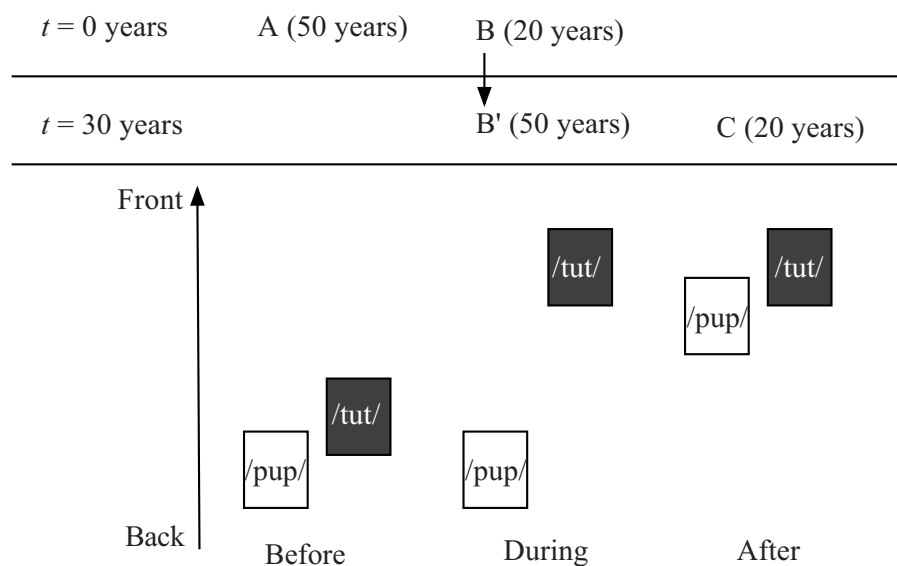 t = 0 years A (50 years) B (20 years)
t = 30 years B' (50 years) C (20 years)
Front
/tut/ /tut/
/pup/
/tut/
/pup/ /pup/
Back
Before During After